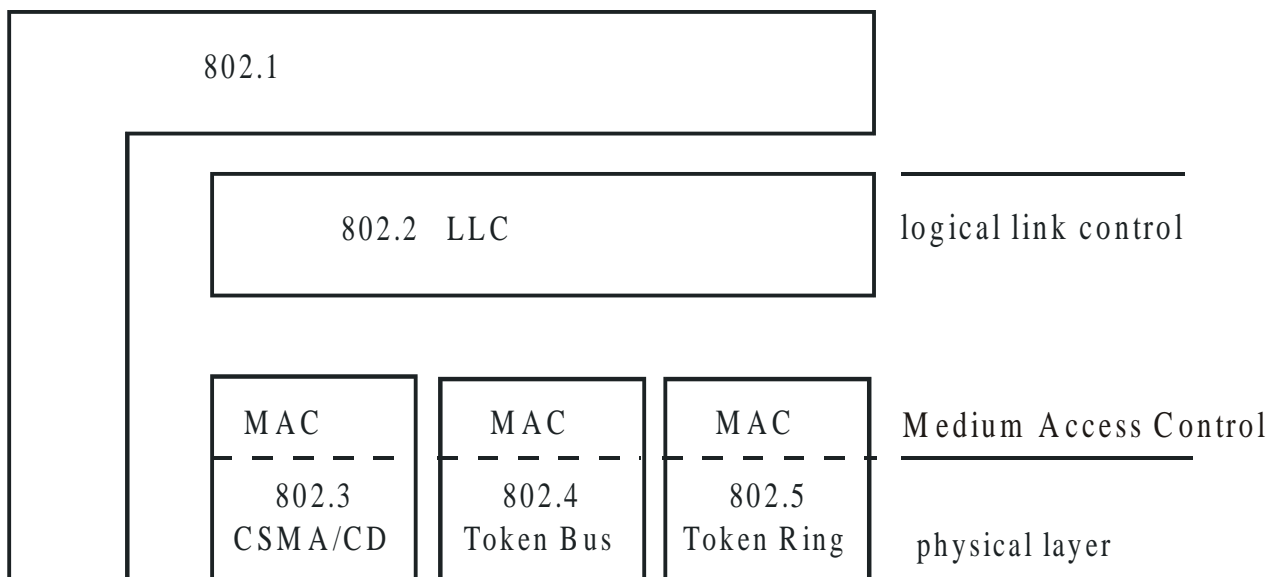 802.1
802.2 LLC
logical link control
MAC
MAC
MAC
Medium Access Control
802.3
802.4
802.5
CSMA/CD
Token Bus
Token Ring
physical layer